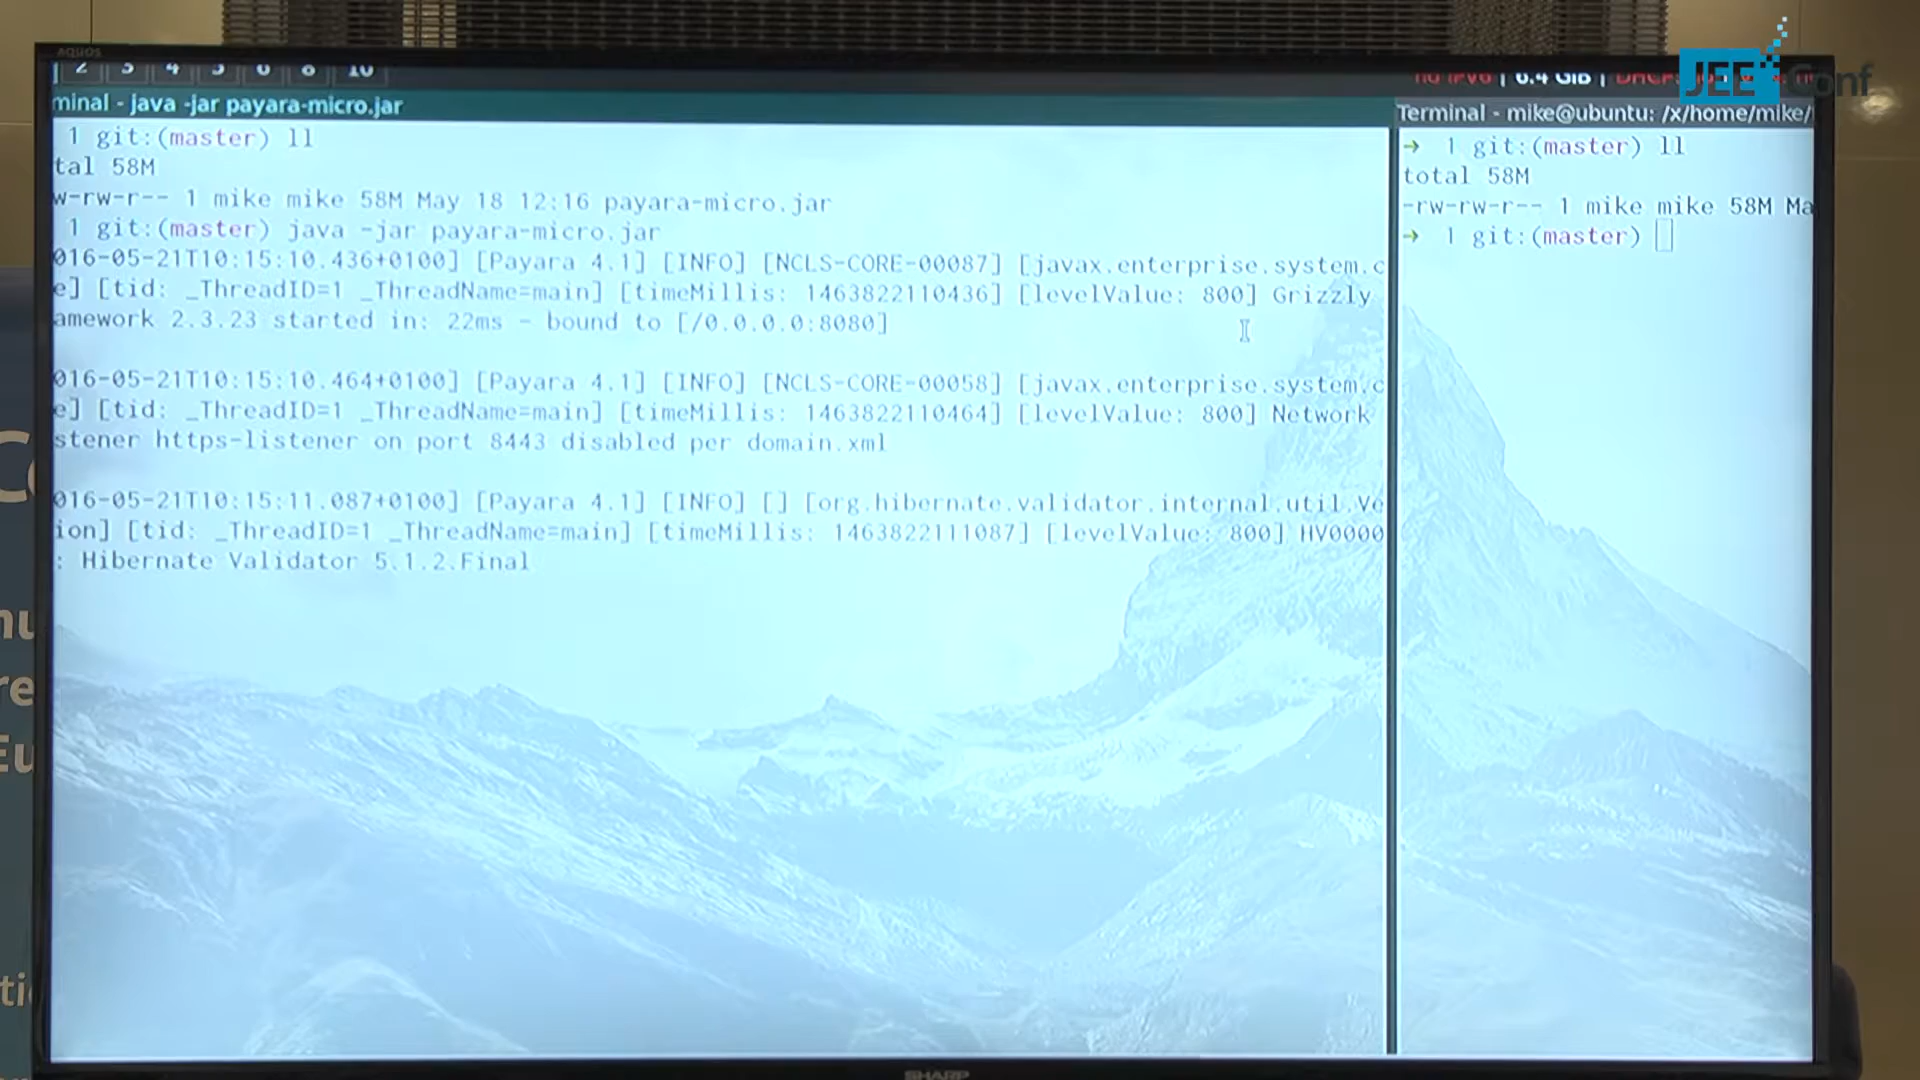 AQUOS
2 3 4 5 6 8 10
no IPv6 | 6.4 GiB | DHCP:
JEE Conf
minal - java -jar payara-micro.jar
1 git:(master) ll
tal 58M
w-rw-r-- 1 mike mike 58M May 18 12:16 payara-micro.jar
1 git:(master) java -jar payara-micro.jar
016-05-21T10:15:10.436+0100] [Payara 4.1] [INFO] [NCLS-CORE-00087] [javax.enterprise.system.c
e] [tid: _ThreadID=1 _ThreadName=main] [timeMillis: 1463822110436] [levelValue: 800] Grizzly
amework 2.3.23 started in: 22ms - bound to [/0.0.0.0:8080]
016-05-21T10:15:10.464+0100] [Payara 4.1] [INFO] [NCLS-CORE-00058] [javax.enterprise.system.c
e] [tid: _ThreadID=1 _ThreadName=main] [timeMillis: 1463822110464] [levelValue: 800] Network
stener https-listener on port 8443 disabled per domain.xml
016-05-21T10:15:11.087+0100] [Payara 4.1] [INFO] [] [org.hibernate.validator.internal.util.Ve
ion] [tid: _ThreadID=1 _ThreadName=main] [timeMillis: 1463822111087] [levelValue: 800] HV0000
: Hibernate Validator 5.1.2.Final
Terminal - mike@ubuntu: /x/home/mike/
→ 1 git:(master) ll
total 58M
-rw-rw-r-- 1 mike mike 58M Ma
→ 1 git:(master)
SHARP